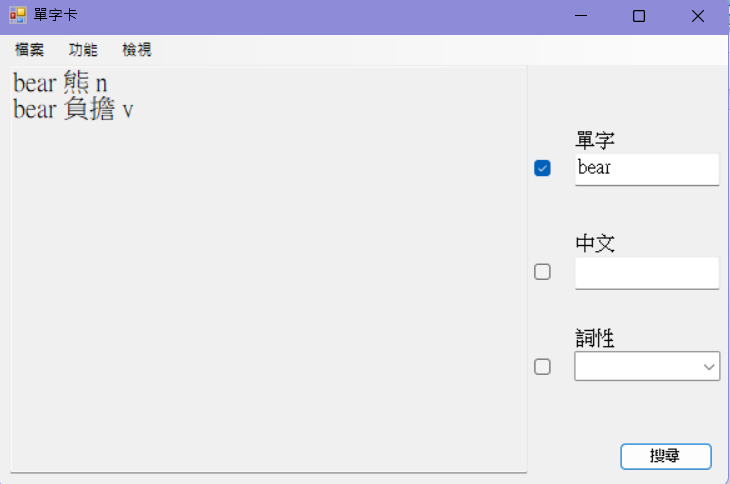 單字卡
檔案 功能 檢視
bear 熊 n
bear 負擔 v
單字
bear
中文
詞性
搜尋